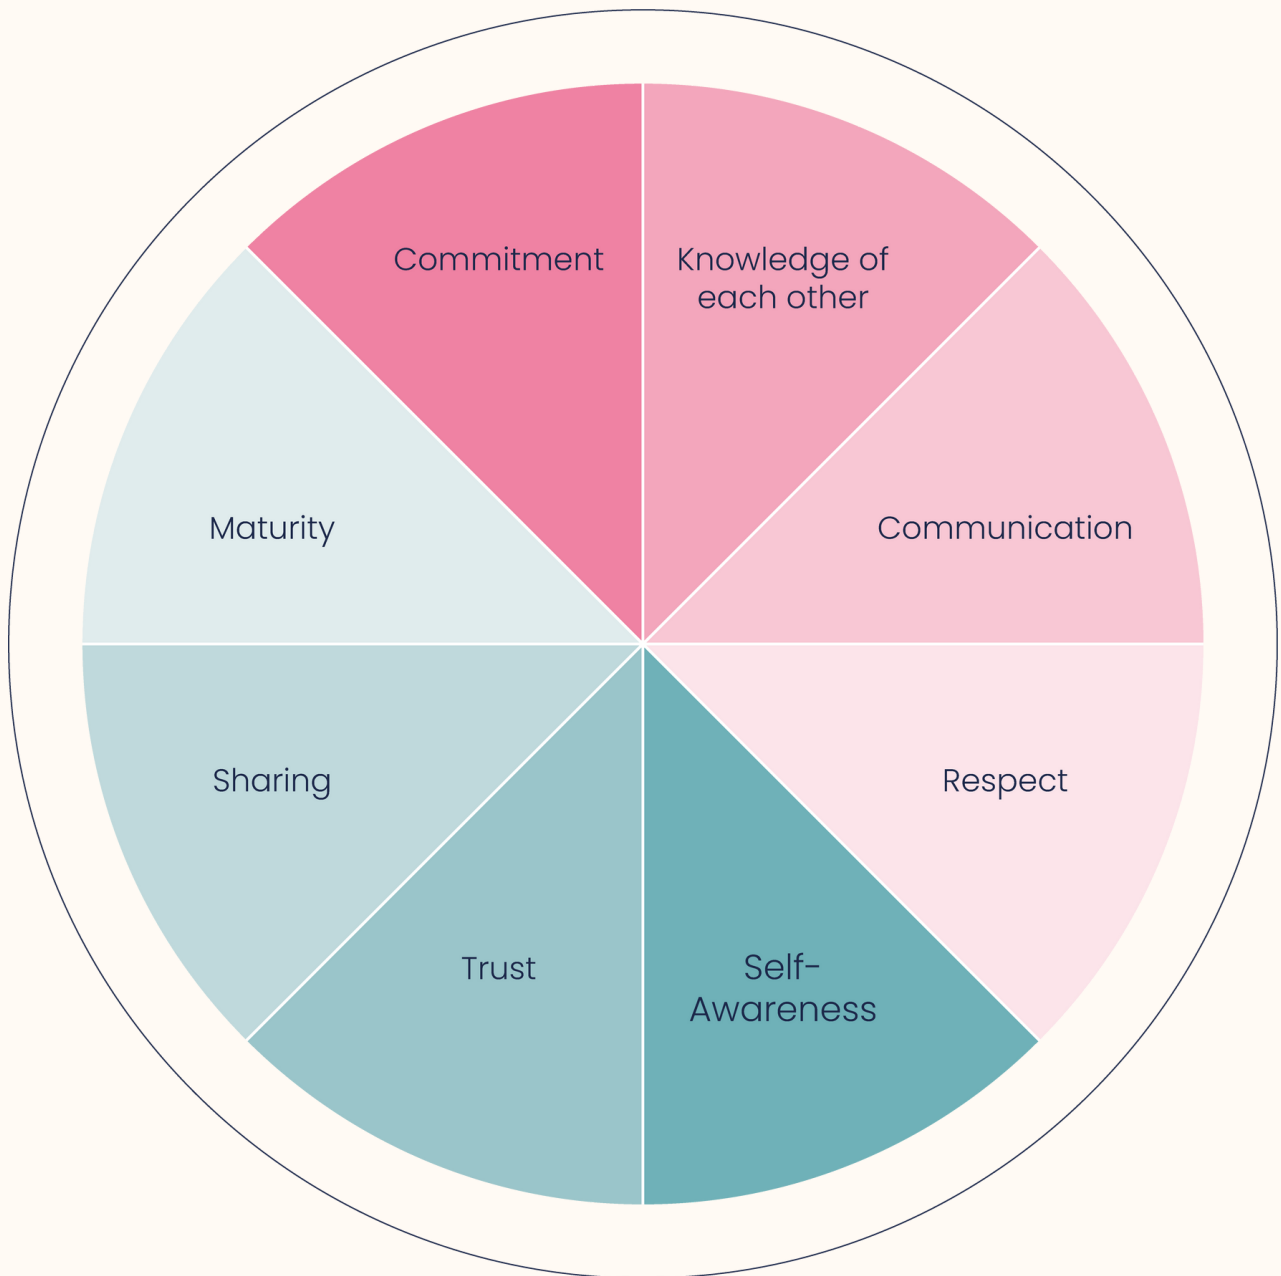 Commitment
Knowledge of
each other
Communication
Respect
Self-
Awareness
Trust
Sharing
Maturity